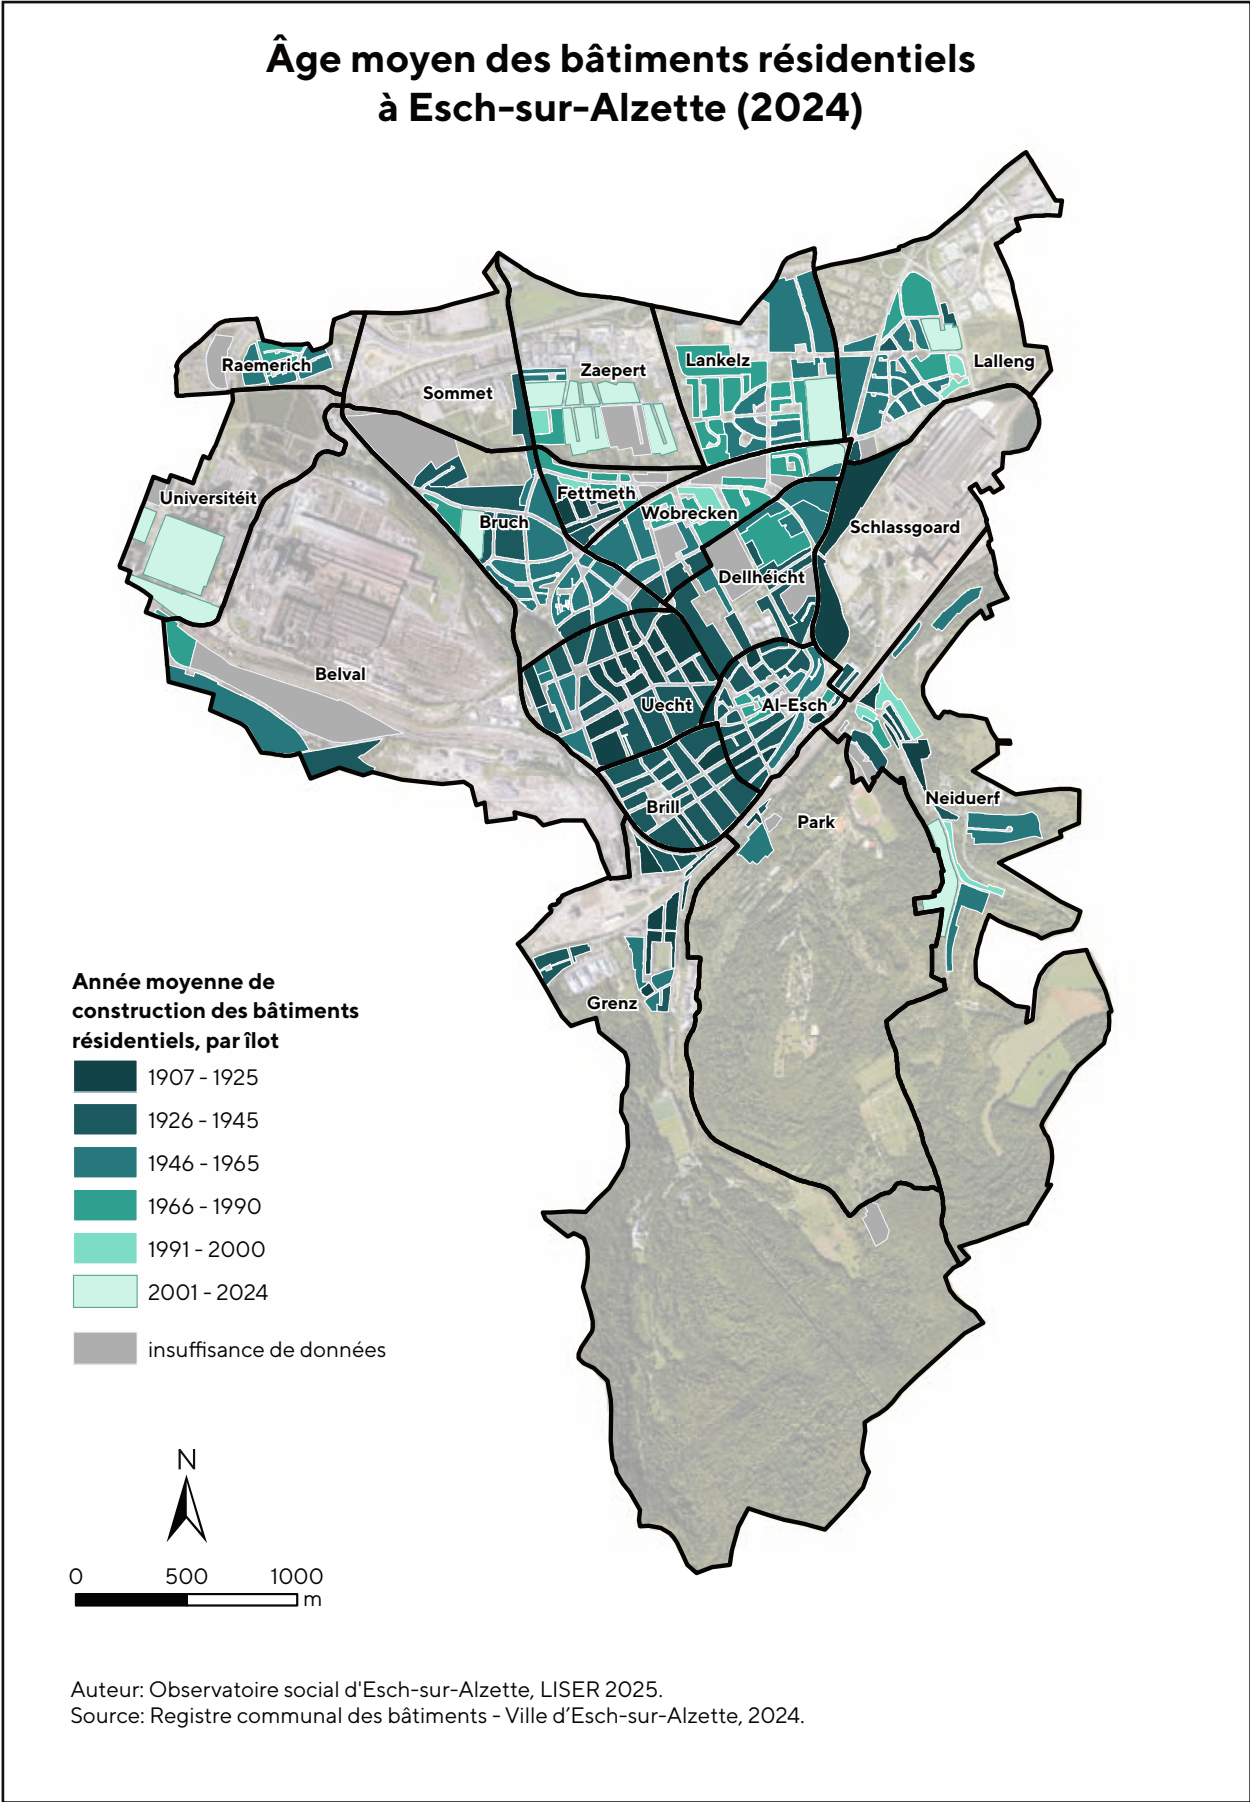 Âge moyen des bâtiments résidentiels
à Esch-sur-Alzette (2024)
Raemerich
Sommet
Zaepert
Lankelz
Lalleng
Universitéit
Bruch
Fettmeth
Wobrecken
Schlassgoard
Dellhéicht
Belval
Uecht
Al-Esch
Brill
Park
Neiduerf
Grenz
Année moyenne de
construction des bâtiments
résidentiels, par îlot
1907 - 1925
1926 - 1945
1946 - 1965
1966 - 1990
1991 - 2000
2001 - 2024
insuffisance de données
N
0 500 1000
m
Auteur: Observatoire social d'Esch-sur-Alzette, LISER 2025.
Source: Registre communal des bâtiments - Ville d’Esch-sur-Alzette, 2024.